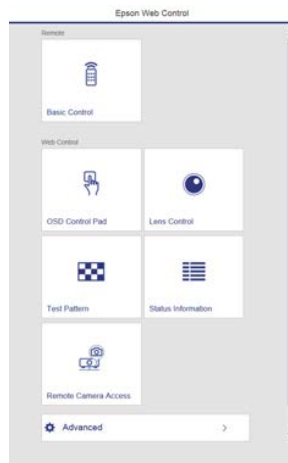 Epson Web Control
Remote
Basic Control
Web Control
OSD Control Pad
Lens Control
Test Pattern
Status Information
Remote Camera Access
Advanced